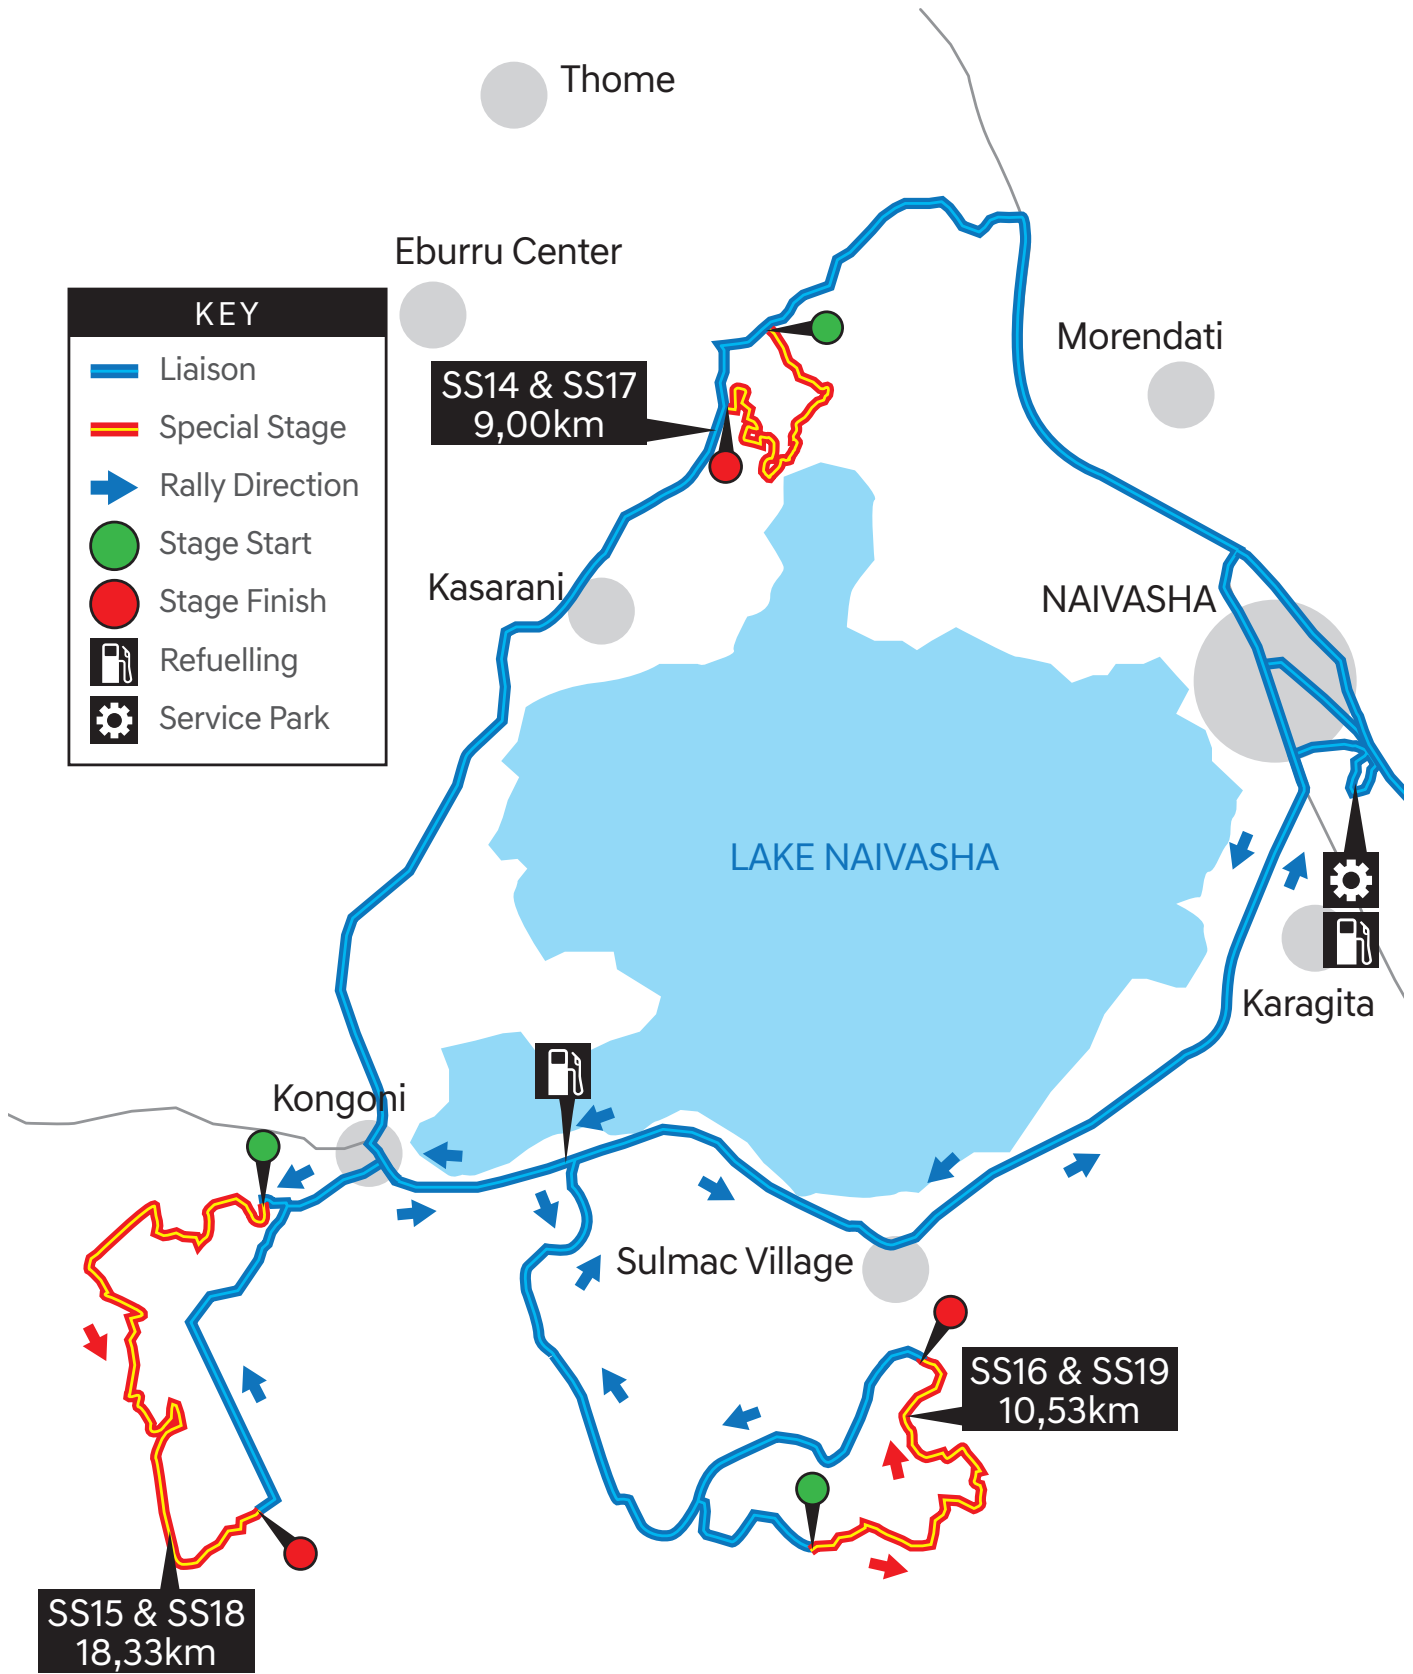 Thome
Eburru Center
KEY
Liaison
Special Stage
Rally Direction
Stage Start
Stage Finish
Refuelling
Service Park
SS14 & SS17
9,00km
Morendati
Kasarani
NAIVASHA
LAKE NAIVASHA
Karagita
Kongoni
Sulmac Village
SS16 & SS19
10,53km
SS15 & SS18
18,33km